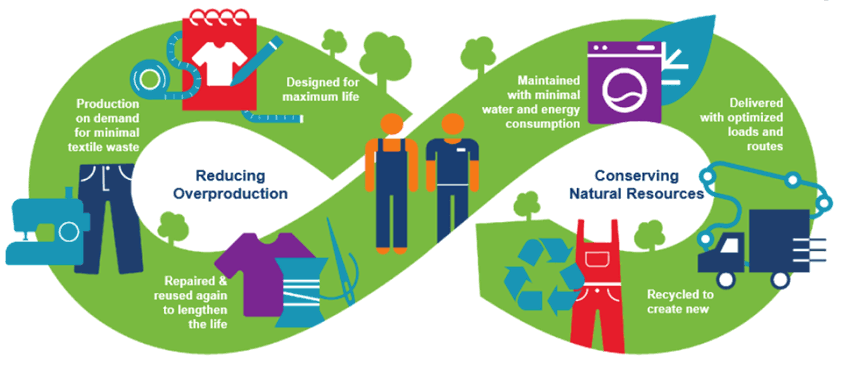 Designed for
maximum life
Production
on demand
for minimal
textile waste
Reducing
Overproduction
Repaired &
reused again
to lengthen
the life
Maintained
with minimal
water and energy
consumption
Delivered
with optimized
loads and
routes
Conserving
Natural Resources
Recycled to
create new